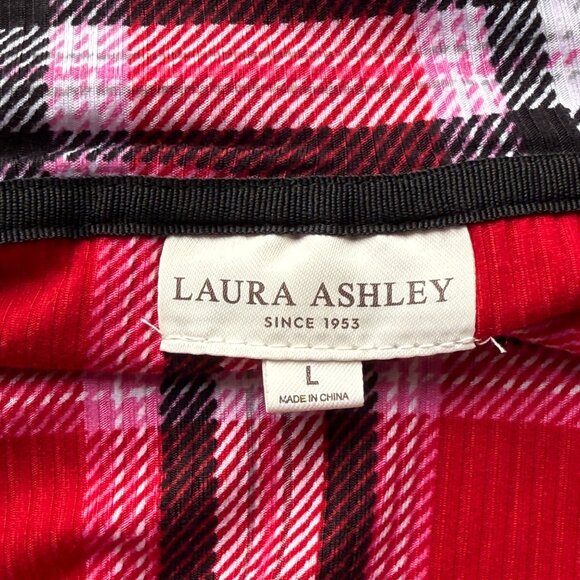 LAURA ASHLEY
SINCE 1953
L
MADE IN CHINA